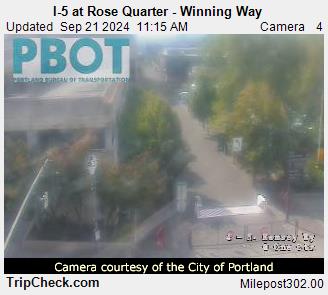 I-5 at Rose Quarter - Winning Way
Updated Sep 21 2024 11:15 AM Camera 4
PBOT
PORTLAND BUREAU OF TRANSPORTATION
Camera courtesy of the City of Portland
TripCheck.com Milepost302.00